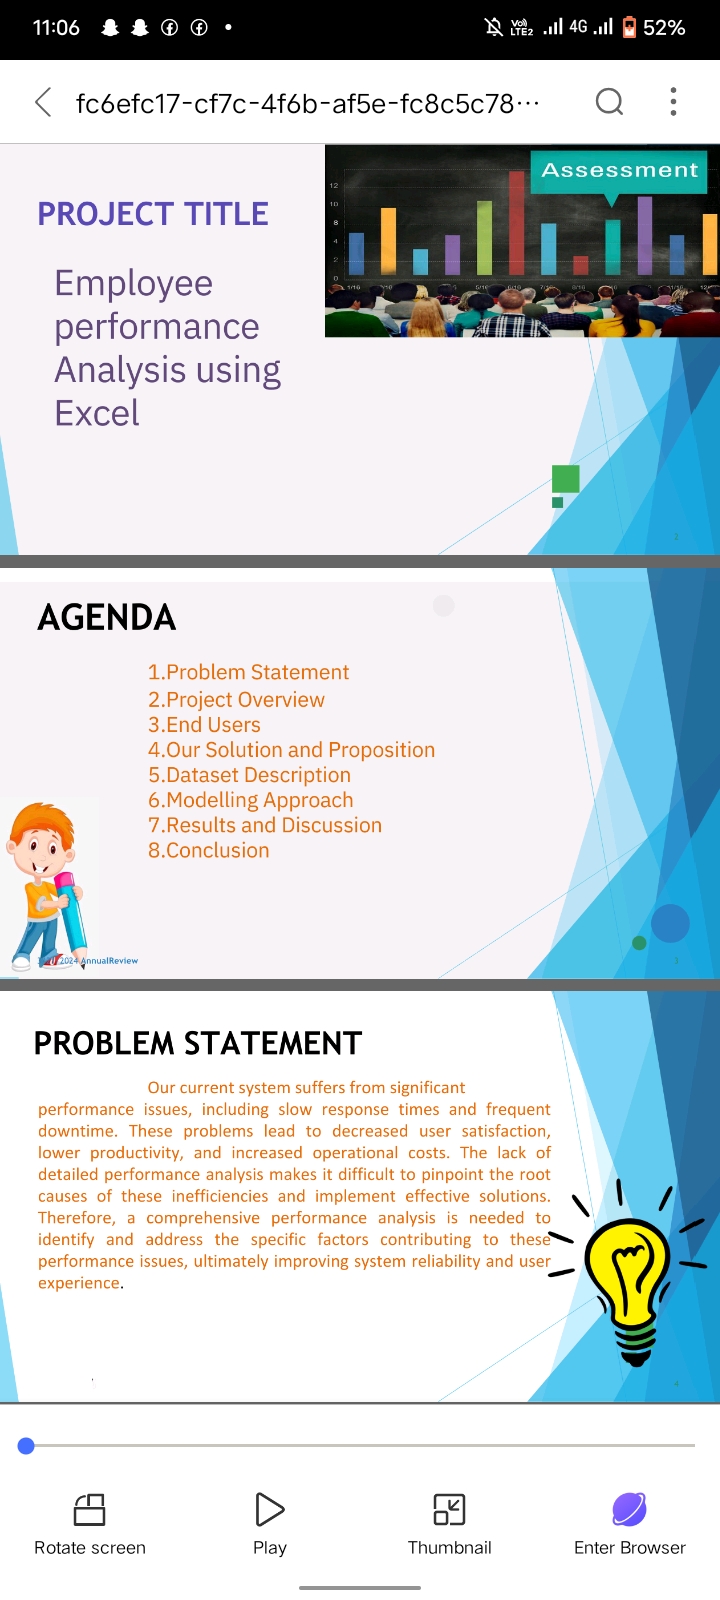 11:06
Vo)) LTE2 4G 52%
fc6efc17-cf7c-4f6b-af5e-fc8c5c78···
Assessment
12
10
8
4
2
0
1/16
PROJECT TITLE
Employee
performance
Analysis using
Excel
2
AGENDA
1.Problem Statement
2.Project Overview
3.End Users
4.Our Solution and Proposition
5.Dataset Description
6.Modelling Approach
7.Results and Discussion
8.Conclusion
2024 AnnualReview
3
PROBLEM STATEMENT
Our current system suffers from significant
performance issues, including slow response times and frequent
downtime. These problems lead to decreased user satisfaction,
lower productivity, and increased operational costs. The lack of
detailed performance analysis makes it difficult to pinpoint the root
causes of these inefficiencies and implement effective solutions.
Therefore, a comprehensive performance analysis is needed to
identify and address the specific factors contributing to these
performance issues, ultimately improving system reliability and user
experience.
4
Rotate screen
Play
Thumbnail
Enter Browser